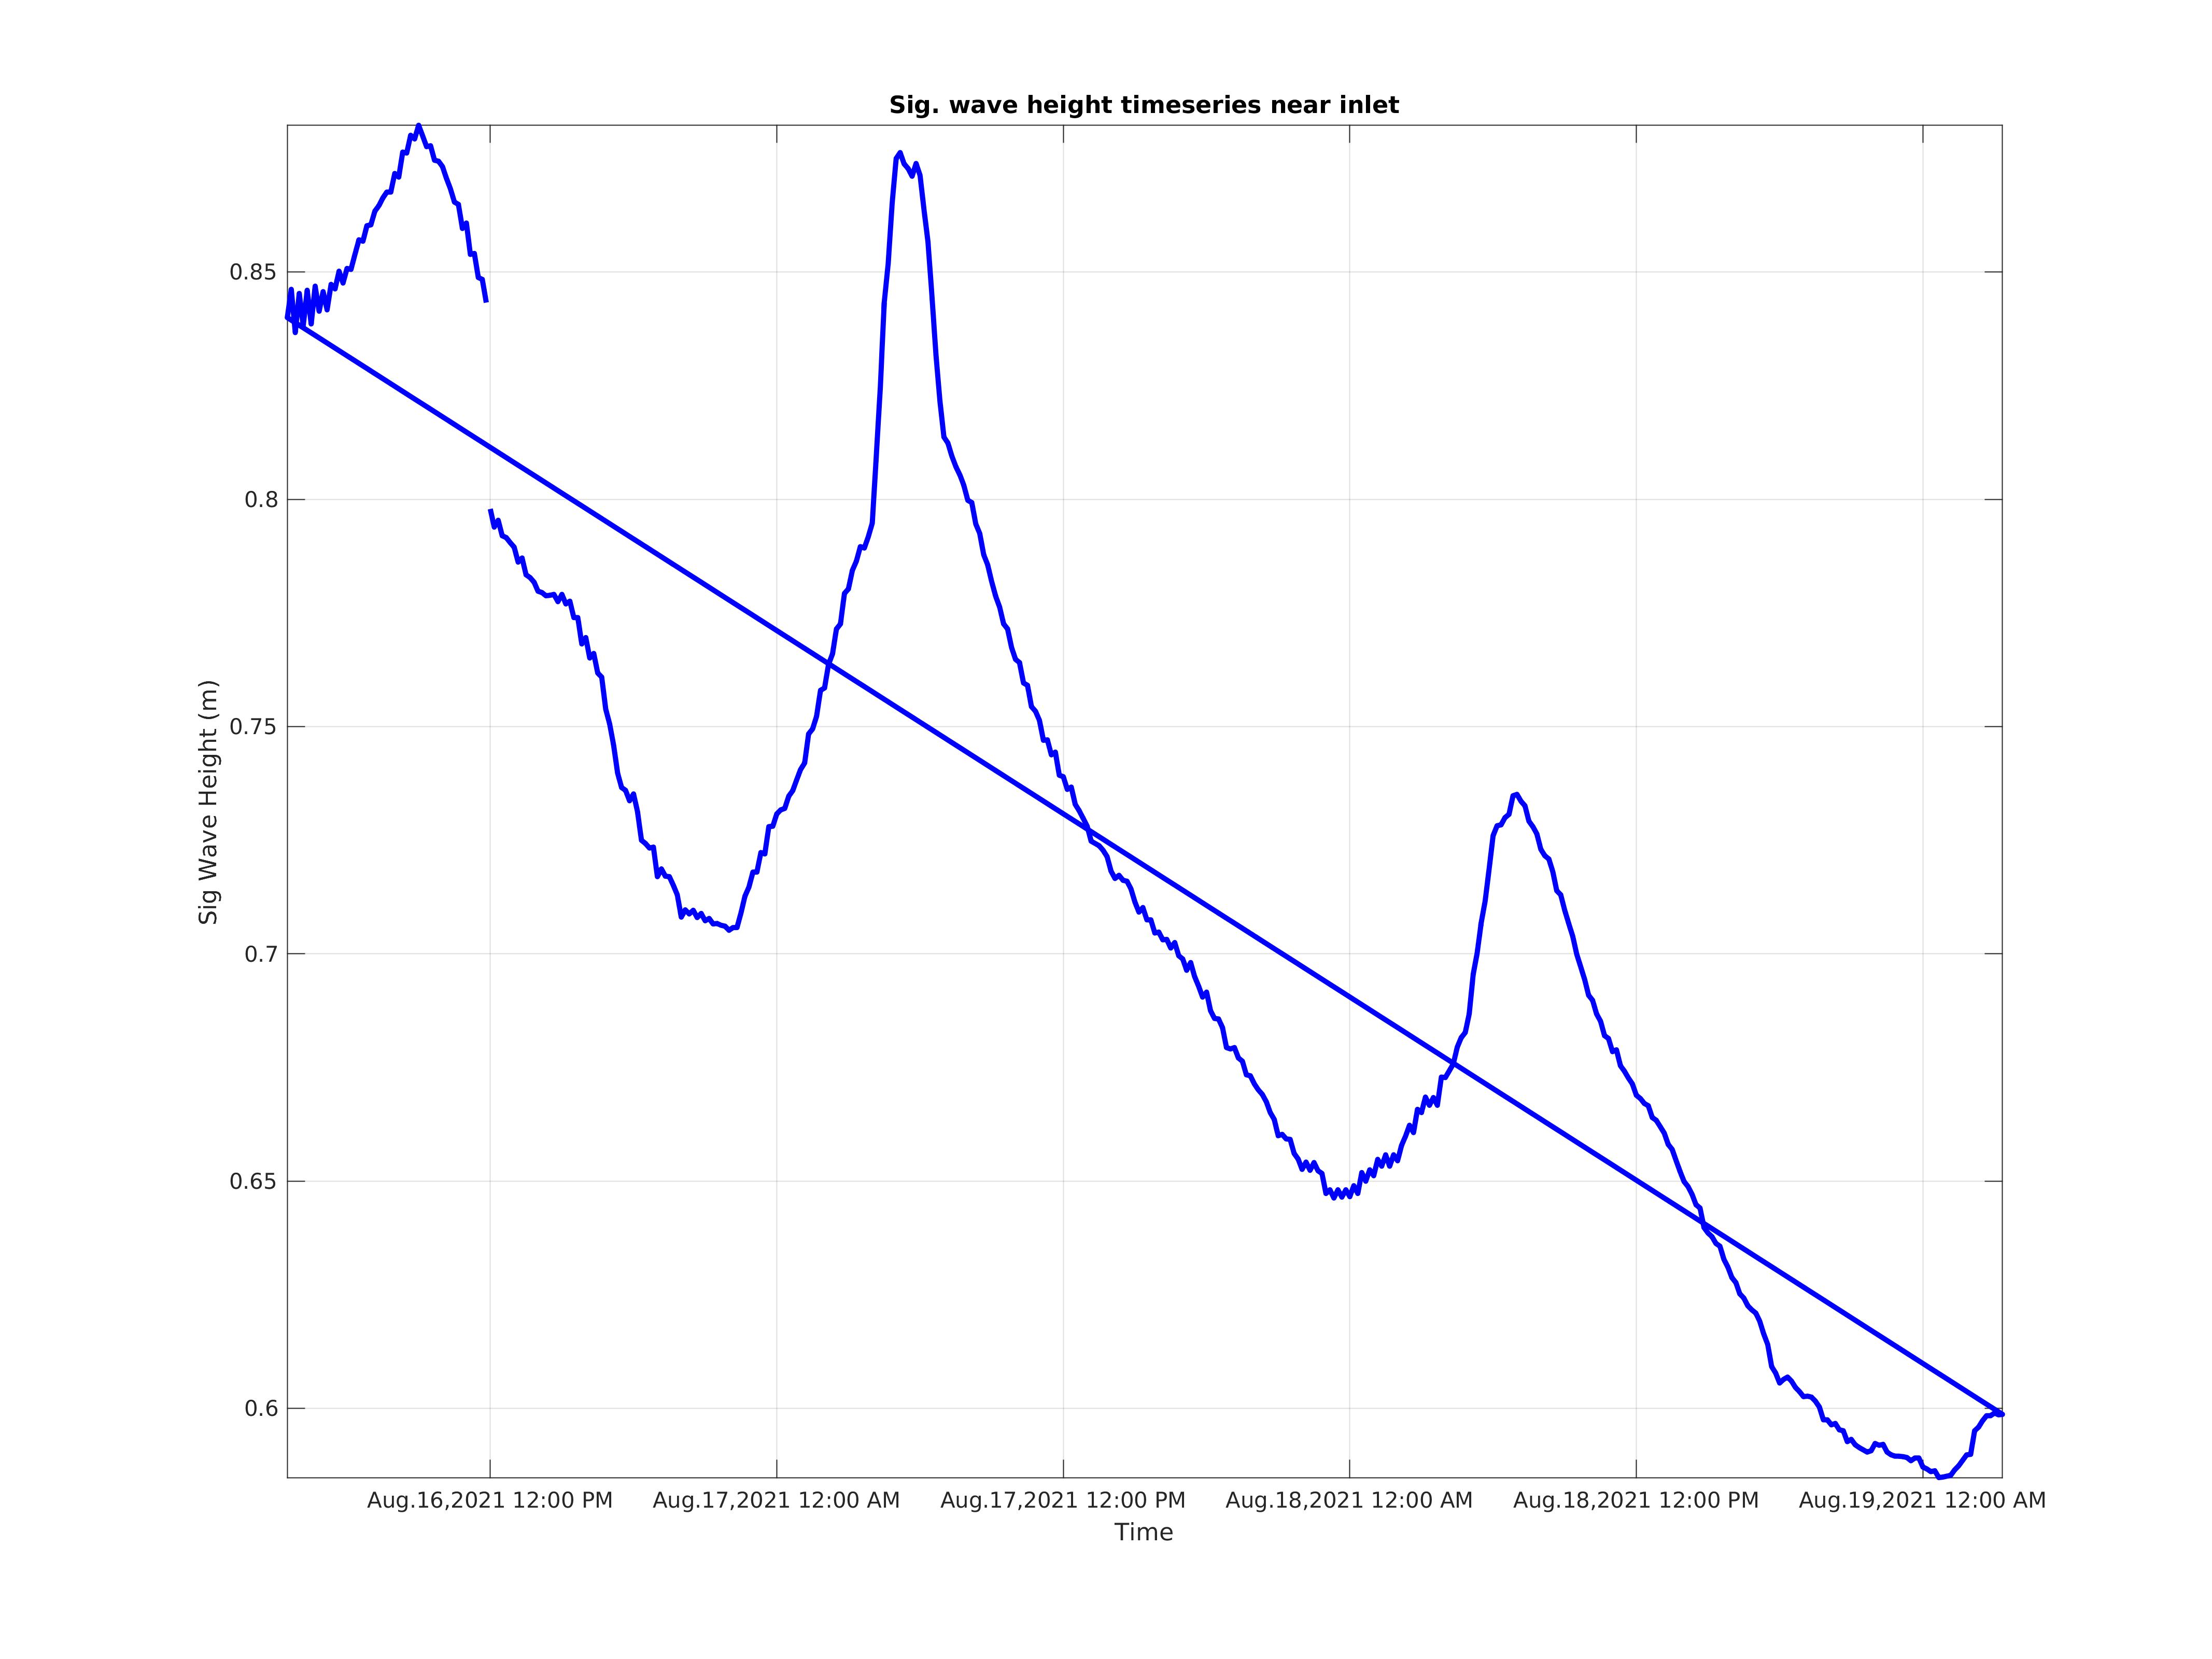 Sig. wave height timeseries near inlet
Sig Wave Height (m)
0.85
0.8
0.75
0.7
0.65
0.6
Aug.16,2021 12:00 PM
Aug.17,2021 12:00 AM
Aug.17,2021 12:00 PM
Aug.18,2021 12:00 AM
Aug.18,2021 12:00 PM
Aug.19,2021 12:00 AM
Time